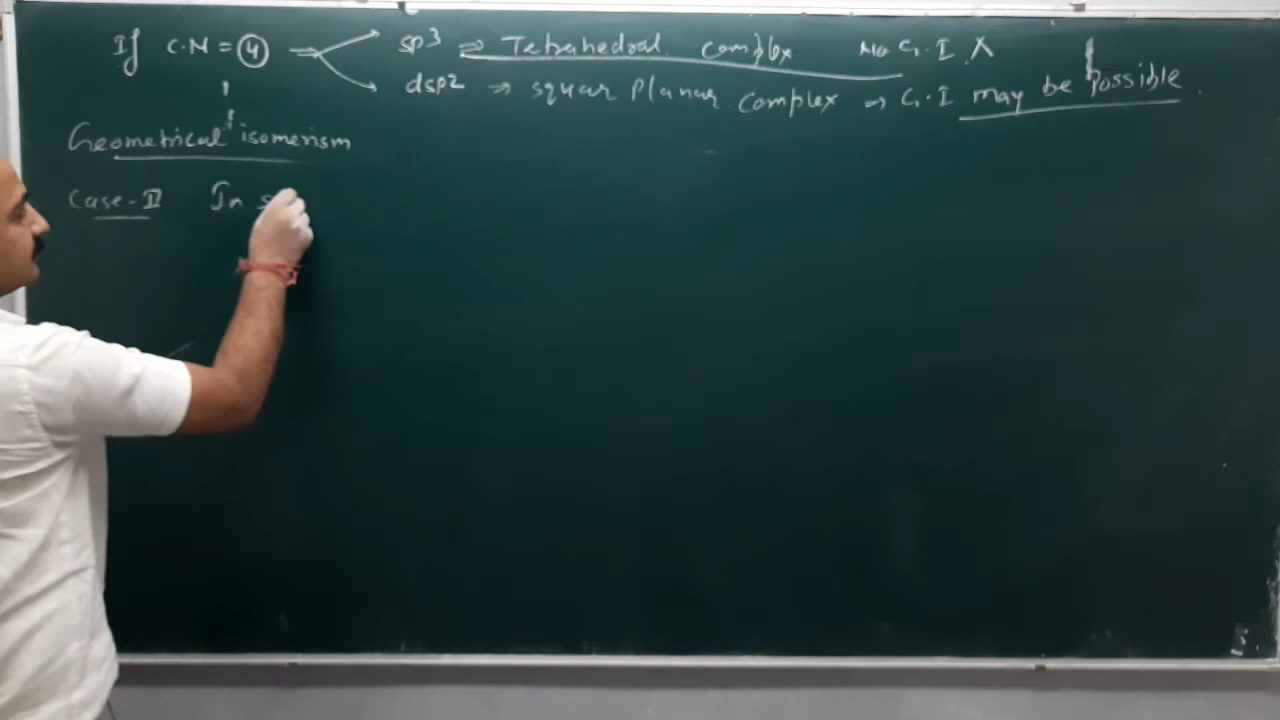 If C.N = 4 ⇒ sp3 ⇒ Tetrahedral complex No G.I X
dsp2 ⇒ squar planar complex ⇒ G.I may be possible.
Geometrical isomerism
Case-II In s